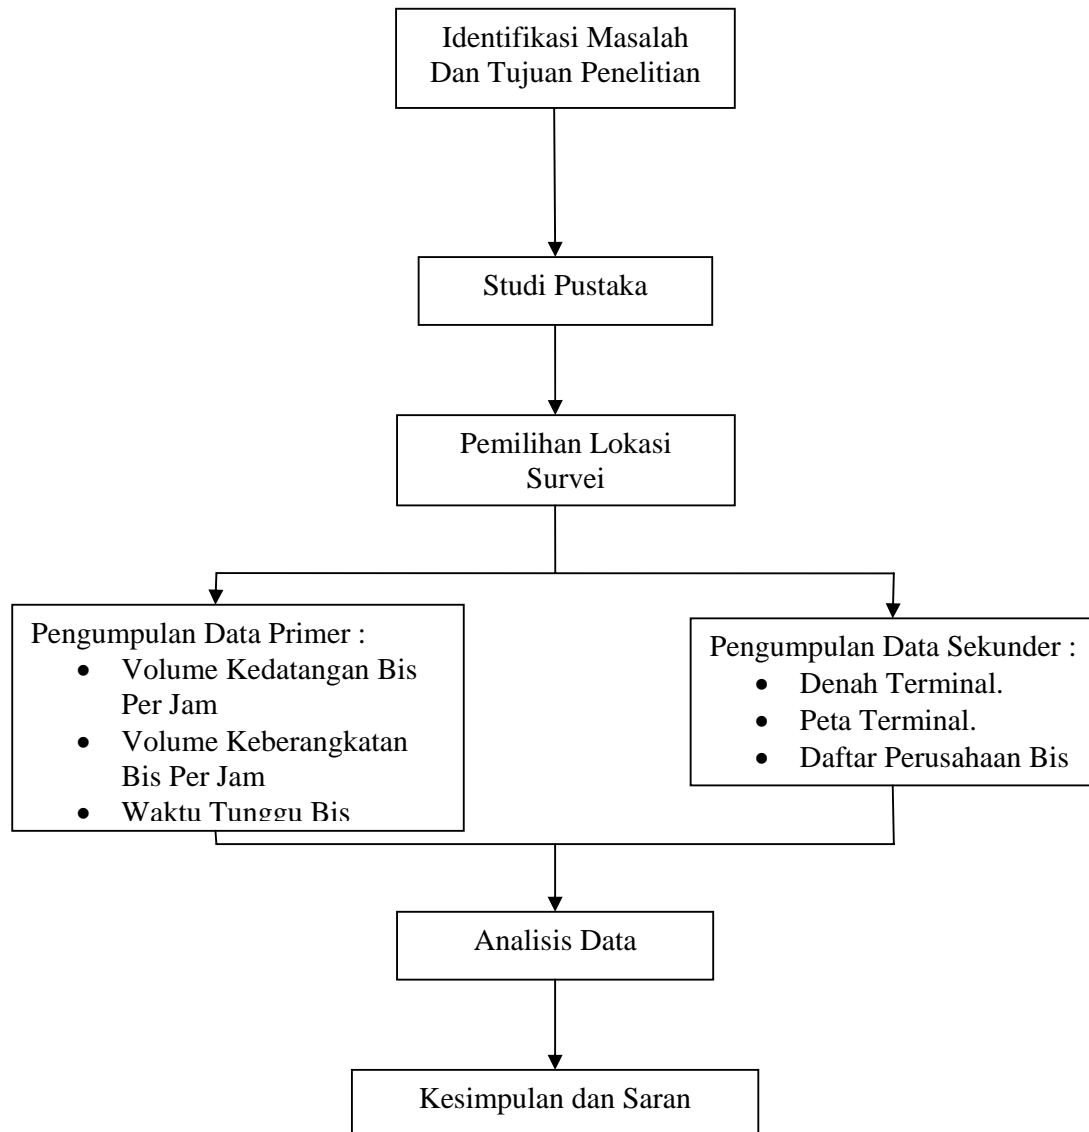 Identifikasi Masalah
Dan Tujuan Penelitian
Studi Pustaka
Pemilihan Lokasi
Survei
Pengumpulan Data Primer :
• Volume Kedatangan Bis
Per Jam
• Volume Keberangkatan
Bis Per Jam
• Waktu Tunggu Bis
Pengumpulan Data Sekunder :
• Denah Terminal.
• Peta Terminal.
• Daftar Perusahaan Bis
Analisis Data
Kesimpulan dan Saran